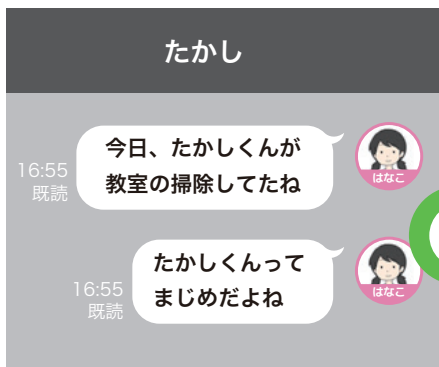 たかし
今日、たかしくんが
教室の掃除してたね
16:55
既読
はなこ
たかしくんって
まじめだよね
16:55
既読
はなこ